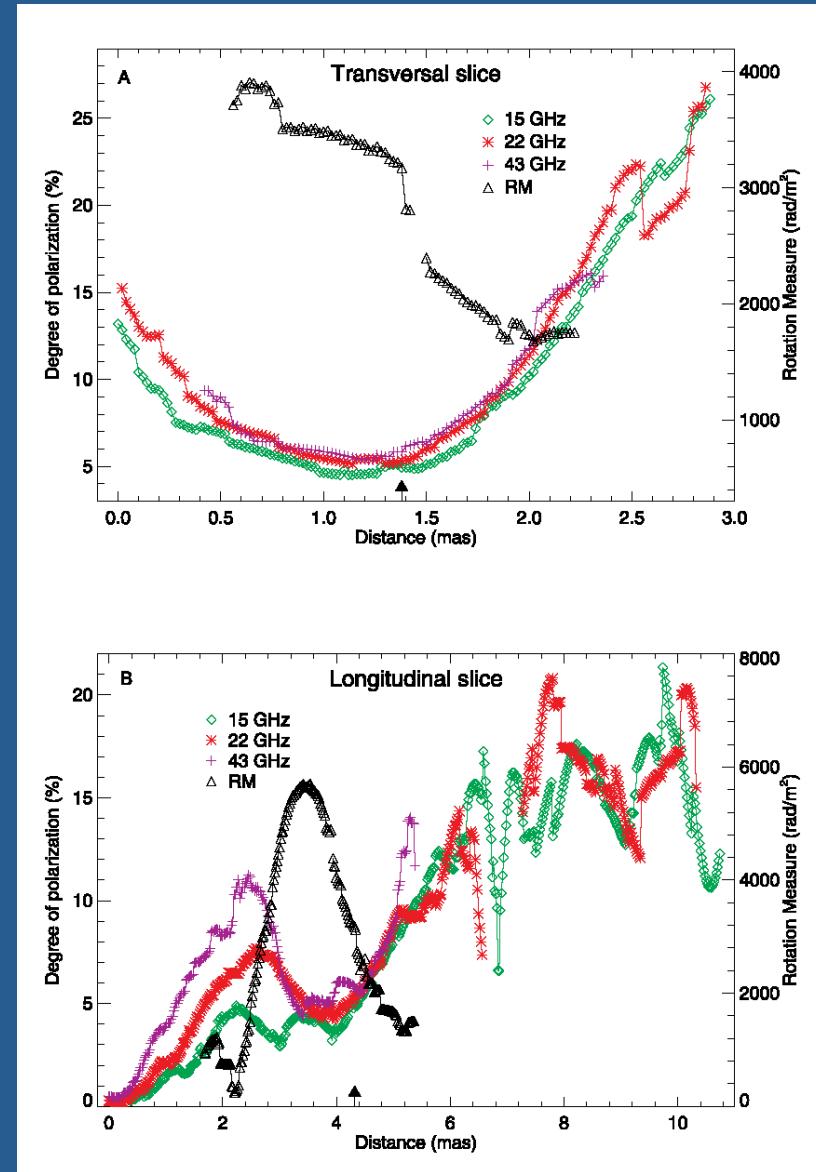 A
Transversal slice
15 GHz
22 GHz
43 GHz
RM
Degree of polarization (%)
5
10
15
20
25
Rotation Measure (rad/m²)
1000
2000
3000
4000
0.0 0.5 1.0 1.5 2.0 2.5 3.0
Distance (mas)
B
Longitudinal slice
15 GHz
22 GHz
43 GHz
RM
Degree of polarization (%)
0
5
10
15
20
Rotation Measure (rad/m²)
0
2000
4000
6000
8000
0 2 4 6 8 10
Distance (mas)